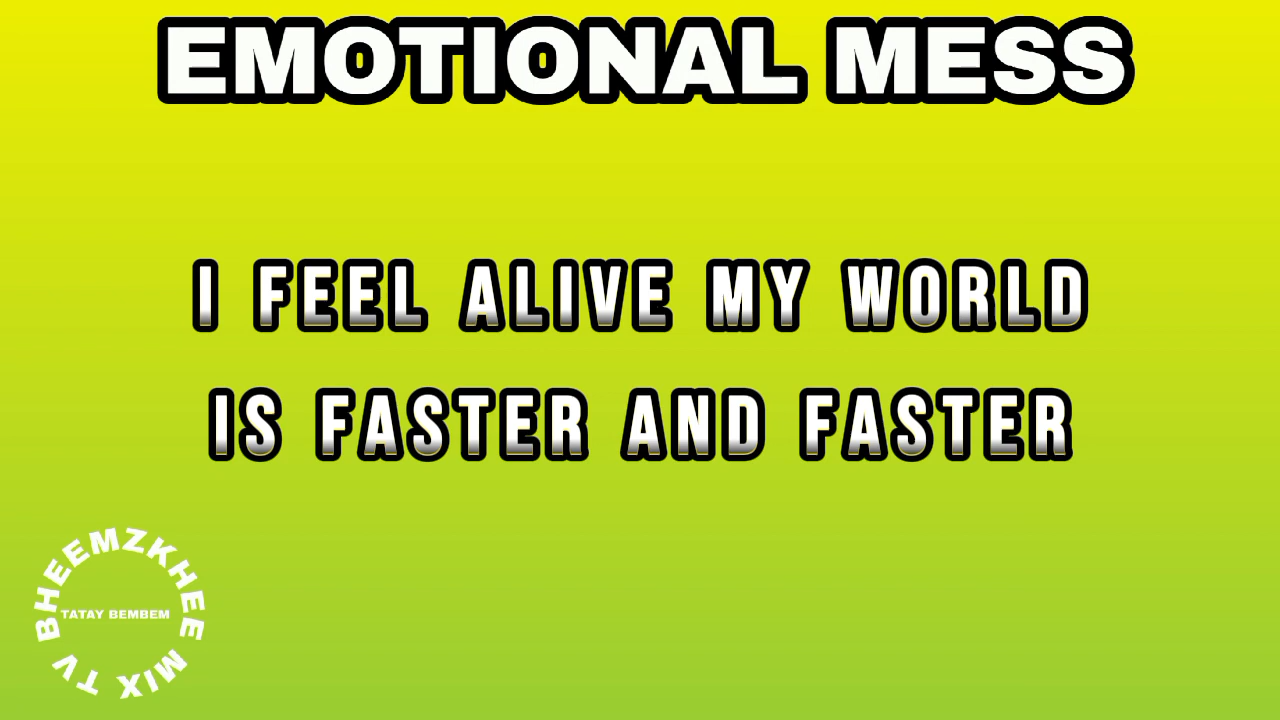 EMOTIONAL MESS
I FEEL ALIVE MY WORLD
IS FASTER AND FASTER
BHEEMZKHEE MIX TV
TATAY BEMBEM